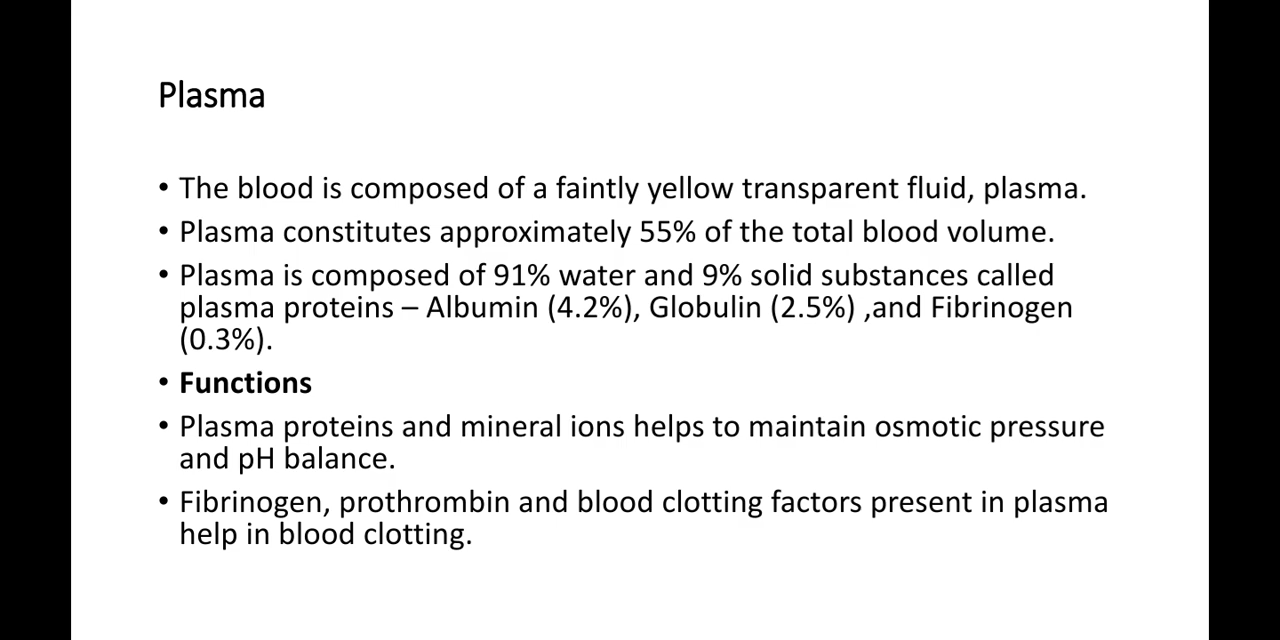 Plasma
• The blood is composed of a faintly yellow transparent fluid, plasma.
• Plasma constitutes approximately 55% of the total blood volume.
• Plasma is composed of 91% water and 9% solid substances called
plasma proteins – Albumin (4.2%), Globulin (2.5%) ,and Fibrinogen
(0.3%).
• Functions
• Plasma proteins and mineral ions helps to maintain osmotic pressure
and pH balance.
• Fibrinogen, prothrombin and blood clotting factors present in plasma
help in blood clotting.